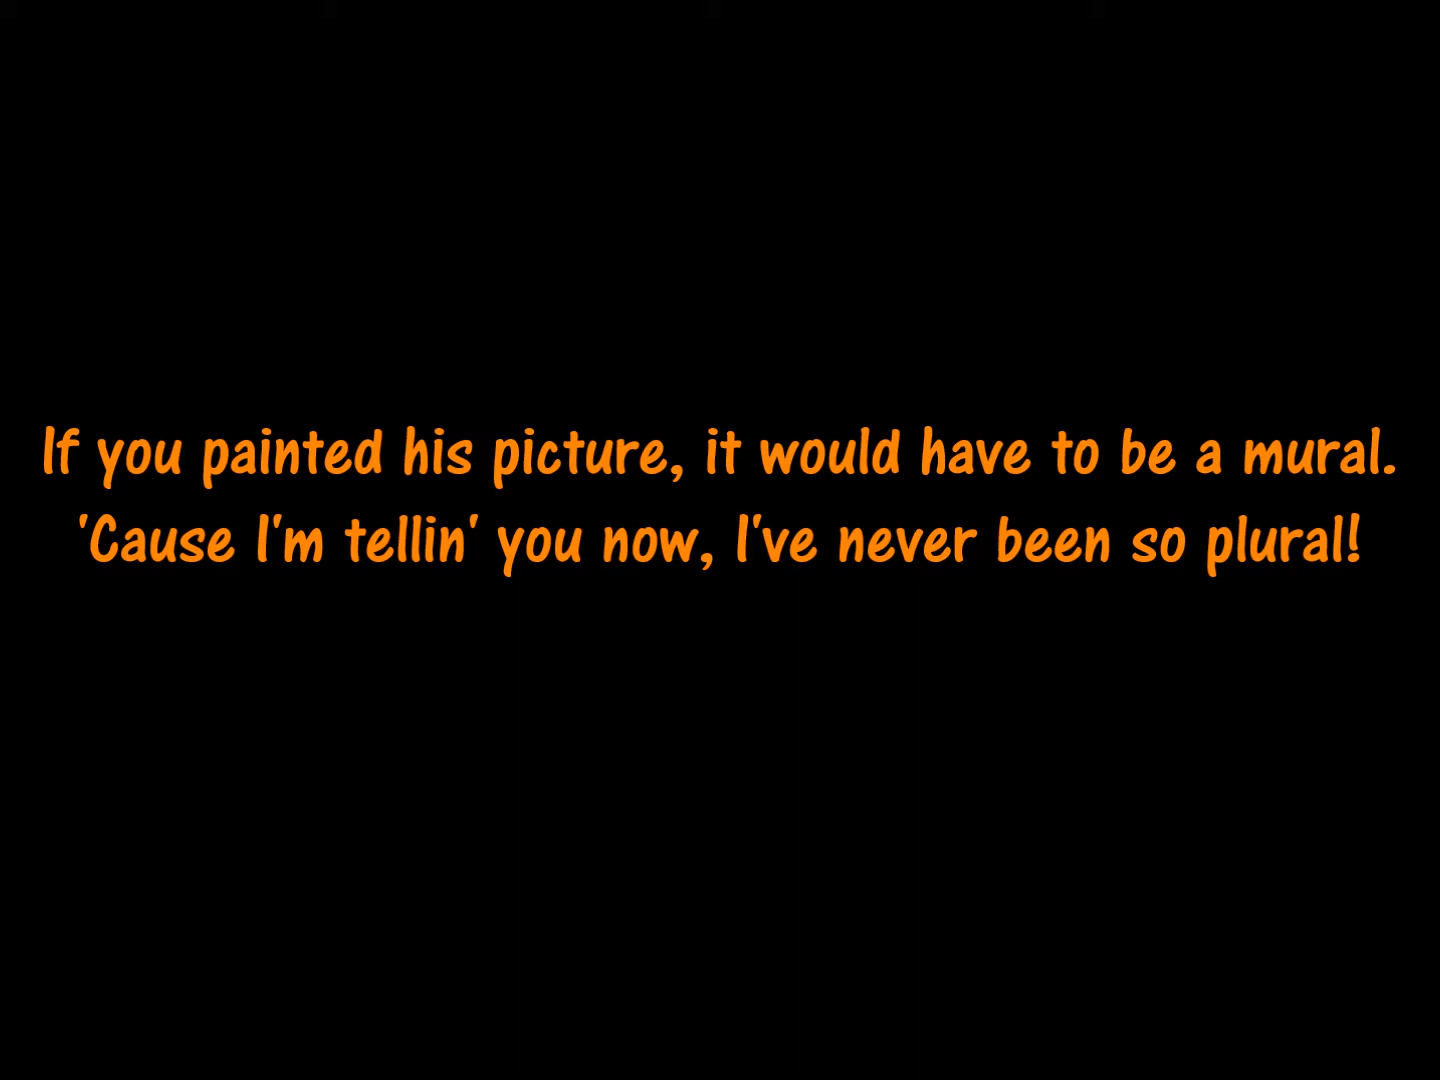 If you painted his picture, it would have to be a mural.
'Cause I'm tellin' you now, I've never been so plural!